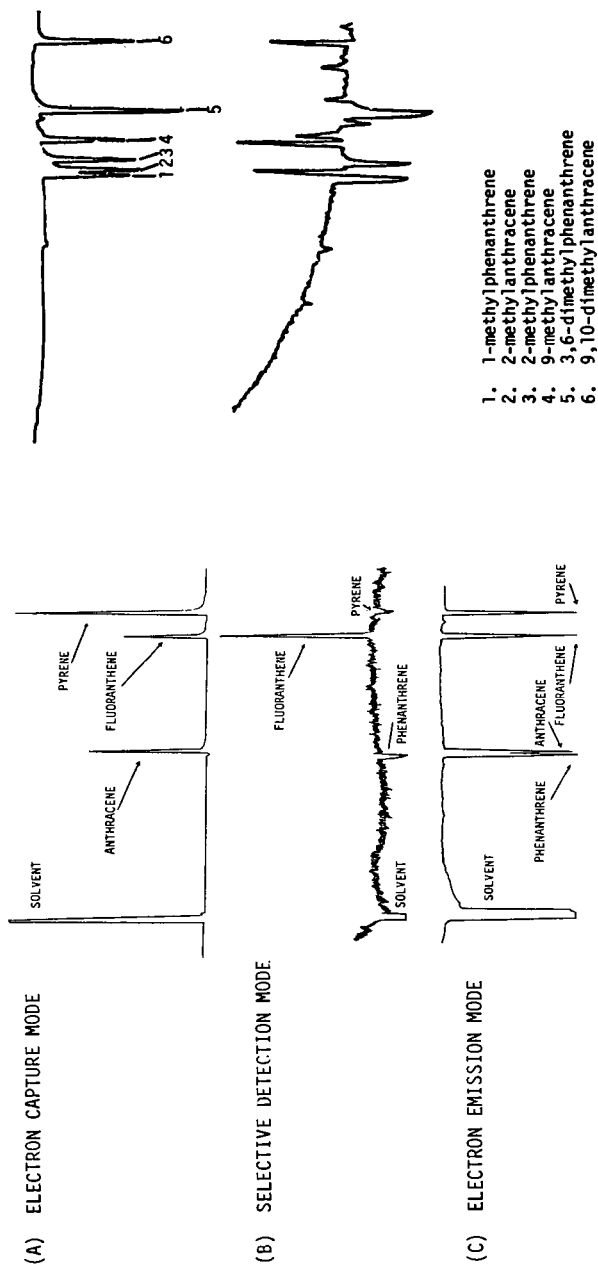 (A) ELECTRON CAPTURE MODE
SOLVENT
ANTHRACENE
FLUORANTHENE
PYRENE
(B) SELECTIVE DETECTION MODE
SOLVENT
PHENANTHRENE
FLUORANTHENE
PYRENE
(C) ELECTRON EMISSION MODE
SOLVENT
PHENANTHRENE
ANTHRACENE
FLUORANTHENE
PYRENE
1 2 3 4 5 6
1. 1-methylphenanthrene
2. 2-methylanthracene
3. 2-methylphenanthrene
4. 9-methylanthracene
5. 3,6-dimethylphenanthrene
6. 9,10-dimethylanthracene